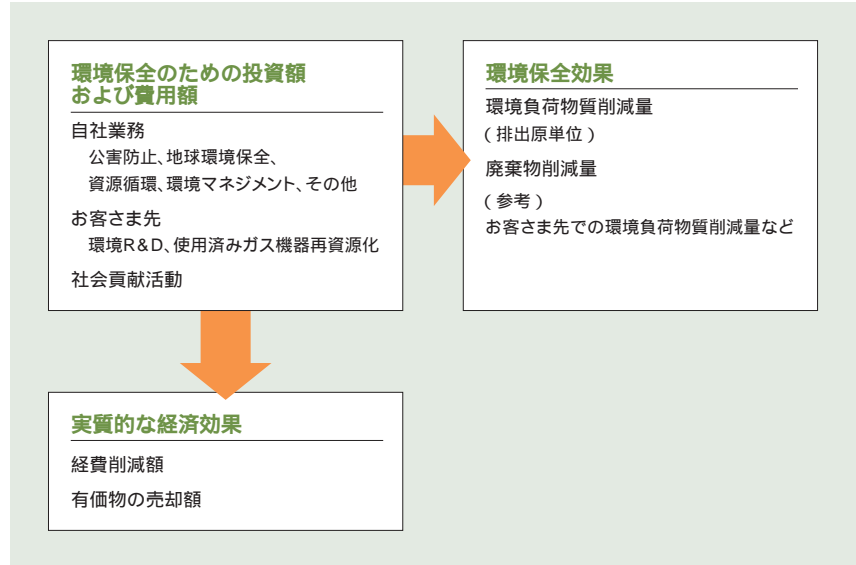 環境保全のための投資額
および費用額
自社業務
公害防止、地球環境保全、
資源循環、環境マネジメント、その他
お客さま先
環境R&D、使用済みガス機器再資源化
社会貢献活動
環境保全効果
環境負荷物質削減量
(排出原単位)
廃棄物削減量
(参考)
お客さま先での環境負荷物質削減量など
実質的な経済効果
経費削減額
有価物の売却額